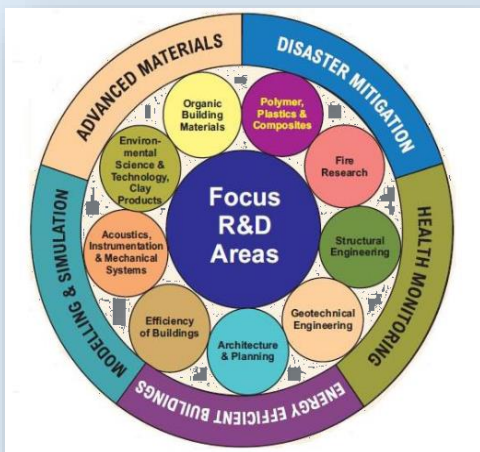 ADVANCED MATERIALS
DISASTER MITIGATION
HEALTH MONITORING
ENERGY EFFICIENT BUILDINGS
MODELLING & SIMULATION
Focus
R&D
Areas
Organic
Building
Materials
Polymer,
Plastics &
Composites
Fire
Research
Structural
Engineering
Geotechnical
Engineering
Architecture
& Planning
Efficiency
of Buildings
Acoustics,
Instrumentation
& Mechanical
Systems
Environ-
mental
Science &
Technology,
Clay
Products